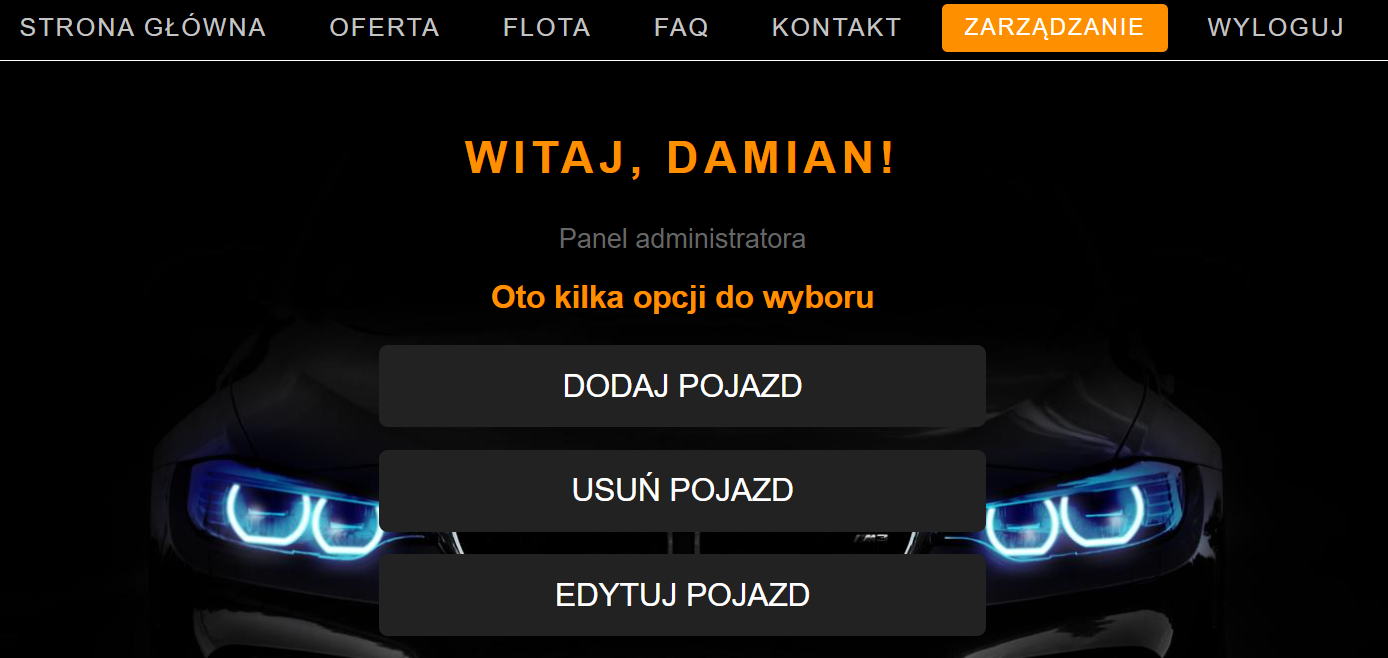 STRONA GŁÓWNA OFERTA FLOTA FAQ KONTAKT ZARZĄDZANIE WYLOGUJ
WITAJ, DAMIAN!
Panel administratora
Oto kilka opcji do wyboru
DODAJ POJAZD
USUŃ POJAZD
M3
EDYTUJ POJAZD